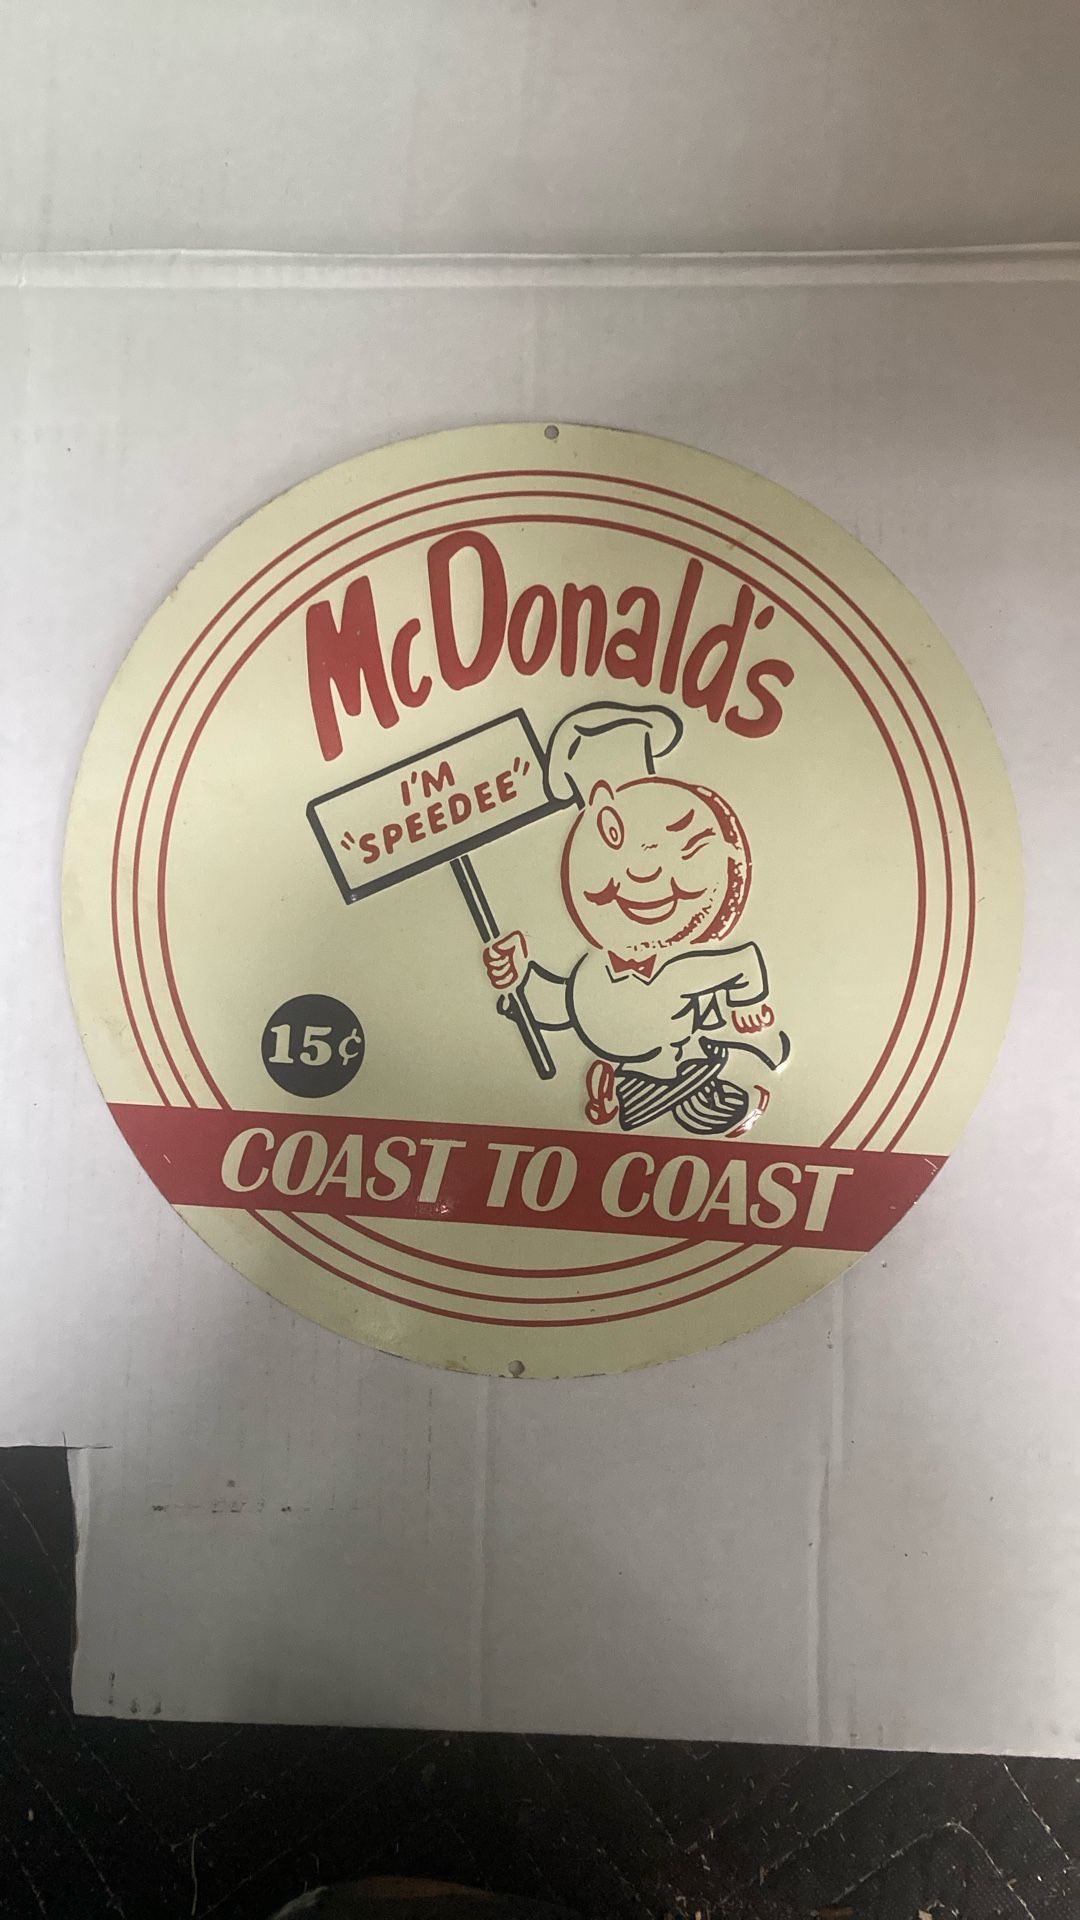 McDonald's
I'M
"SPEEDEE"
15¢
COAST TO COAST